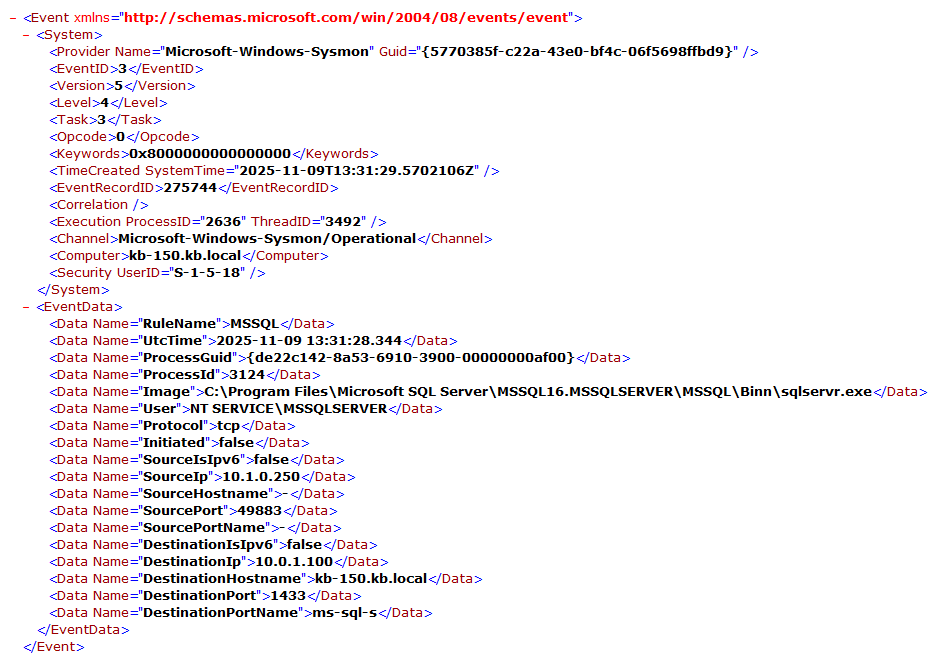 – <Event xmlns="http://schemas.microsoft.com/win/2004/08/events/event">
– <System>
<Provider Name="Microsoft-Windows-Sysmon" Guid="{5770385f-c22a-43e0-bf4c-06f5698ffbd9}" />
<EventID>3</EventID>
<Version>5</Version>
<Level>4</Level>
<Task>3</Task>
<Opcode>0</Opcode>
<Keywords>0x8000000000000000</Keywords>
<TimeCreated SystemTime="2025-11-09T13:31:29.5702106Z" />
<EventRecordID>275744</EventRecordID>
<Correlation />
<Execution ProcessID="2636" ThreadID="3492" />
<Channel>Microsoft-Windows-Sysmon/Operational</Channel>
<Computer>kb-150.kb.local</Computer>
<Security UserID="S-1-5-18" />
</System>
– <EventData>
<Data Name="RuleName">MSSQL</Data>
<Data Name="UtcTime">2025-11-09 13:31:28.344</Data>
<Data Name="ProcessGuid">{de22c142-8a53-6910-3900-00000000af00}</Data>
<Data Name="ProcessId">3124</Data>
<Data Name="Image">C:\Program Files\Microsoft SQL Server\MSSQL16.MSSQLSERVER\MSSQL\Binn\sqlservr.exe</Data>
<Data Name="User">NT SERVICE\MSSQLSERVER</Data>
<Data Name="Protocol">tcp</Data>
<Data Name="Initiated">false</Data>
<Data Name="SourceIsIpv6">false</Data>
<Data Name="SourceIp">10.1.0.250</Data>
<Data Name="SourceHostname">-</Data>
<Data Name="SourcePort">49883</Data>
<Data Name="SourcePortName">-</Data>
<Data Name="DestinationIsIpv6">false</Data>
<Data Name="DestinationIp">10.0.1.100</Data>
<Data Name="DestinationHostname">kb-150.kb.local</Data>
<Data Name="DestinationPort">1433</Data>
<Data Name="DestinationPortName">ms-sql-s</Data>
</EventData>
</Event>